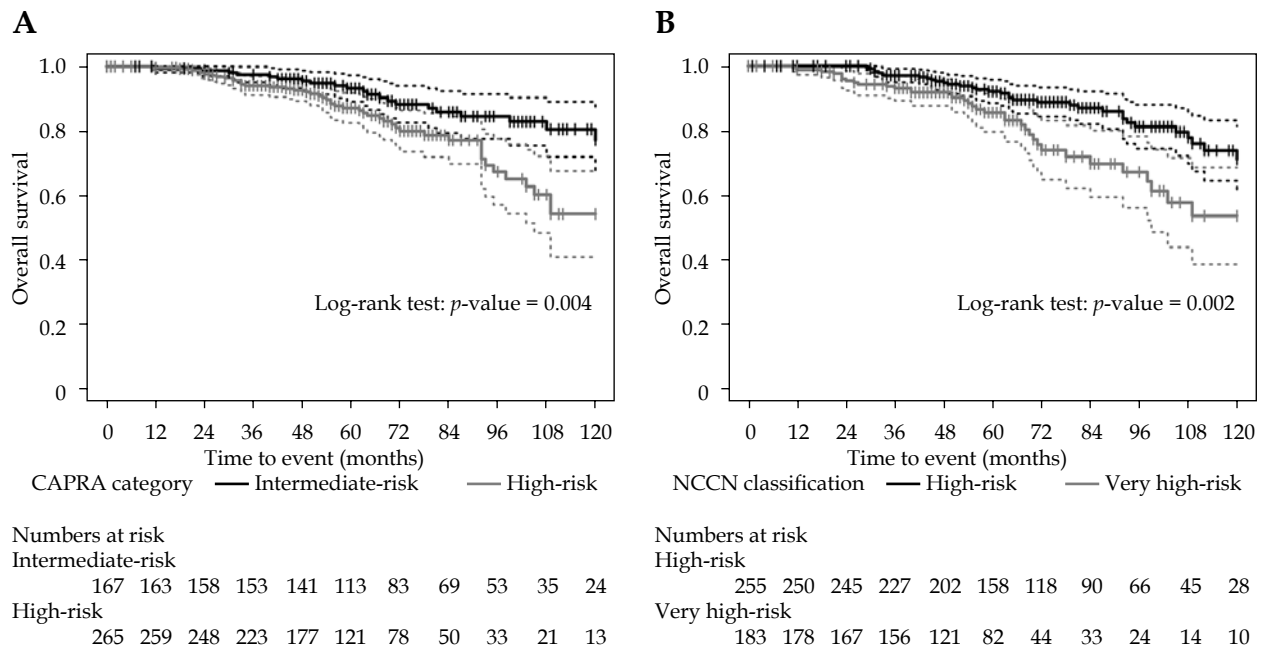 A
Overall survival
1.0
0.8
0.6
0.4
0.2
0
Log-rank test: p-value = 0.004
0 12 24 36 48 60 72 84 96 108 120
Time to event (months)
CAPRA category Intermediate-risk High-risk
Numbers at risk
Intermediate-risk
167 163 158 153 141 113 83 69 53 35 24
High-risk
265 259 248 223 177 121 78 50 33 21 13
B
Overall survival
1.0
0.8
0.6
0.4
0.2
0
Log-rank test: p-value = 0.002
0 12 24 36 48 60 72 84 96 108 120
Time to event (months)
NCCN classification High-risk Very high-risk
Numbers at risk
High-risk
255 250 245 227 202 158 118 90 66 45 28
Very high-risk
183 178 167 156 121 82 44 33 24 14 10